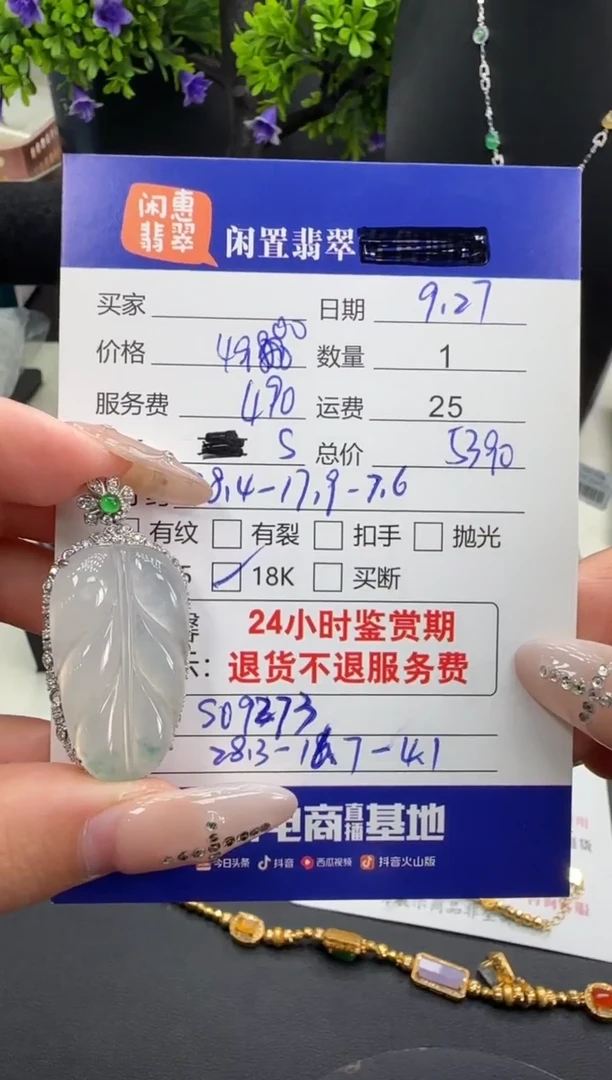 闲惠
翡翠
闲置翡翠
买家
日期 9.27
价格
数量 1
服务费 490
运费 25
S
总价 5390
8.4-17.9-7.6
有纹 有裂 扣手 抛光
18K 买断
24小时鉴赏期
退货不退服务费
S09273
电商直播基地
今日头条 抖音 西瓜视频 抖音火山版